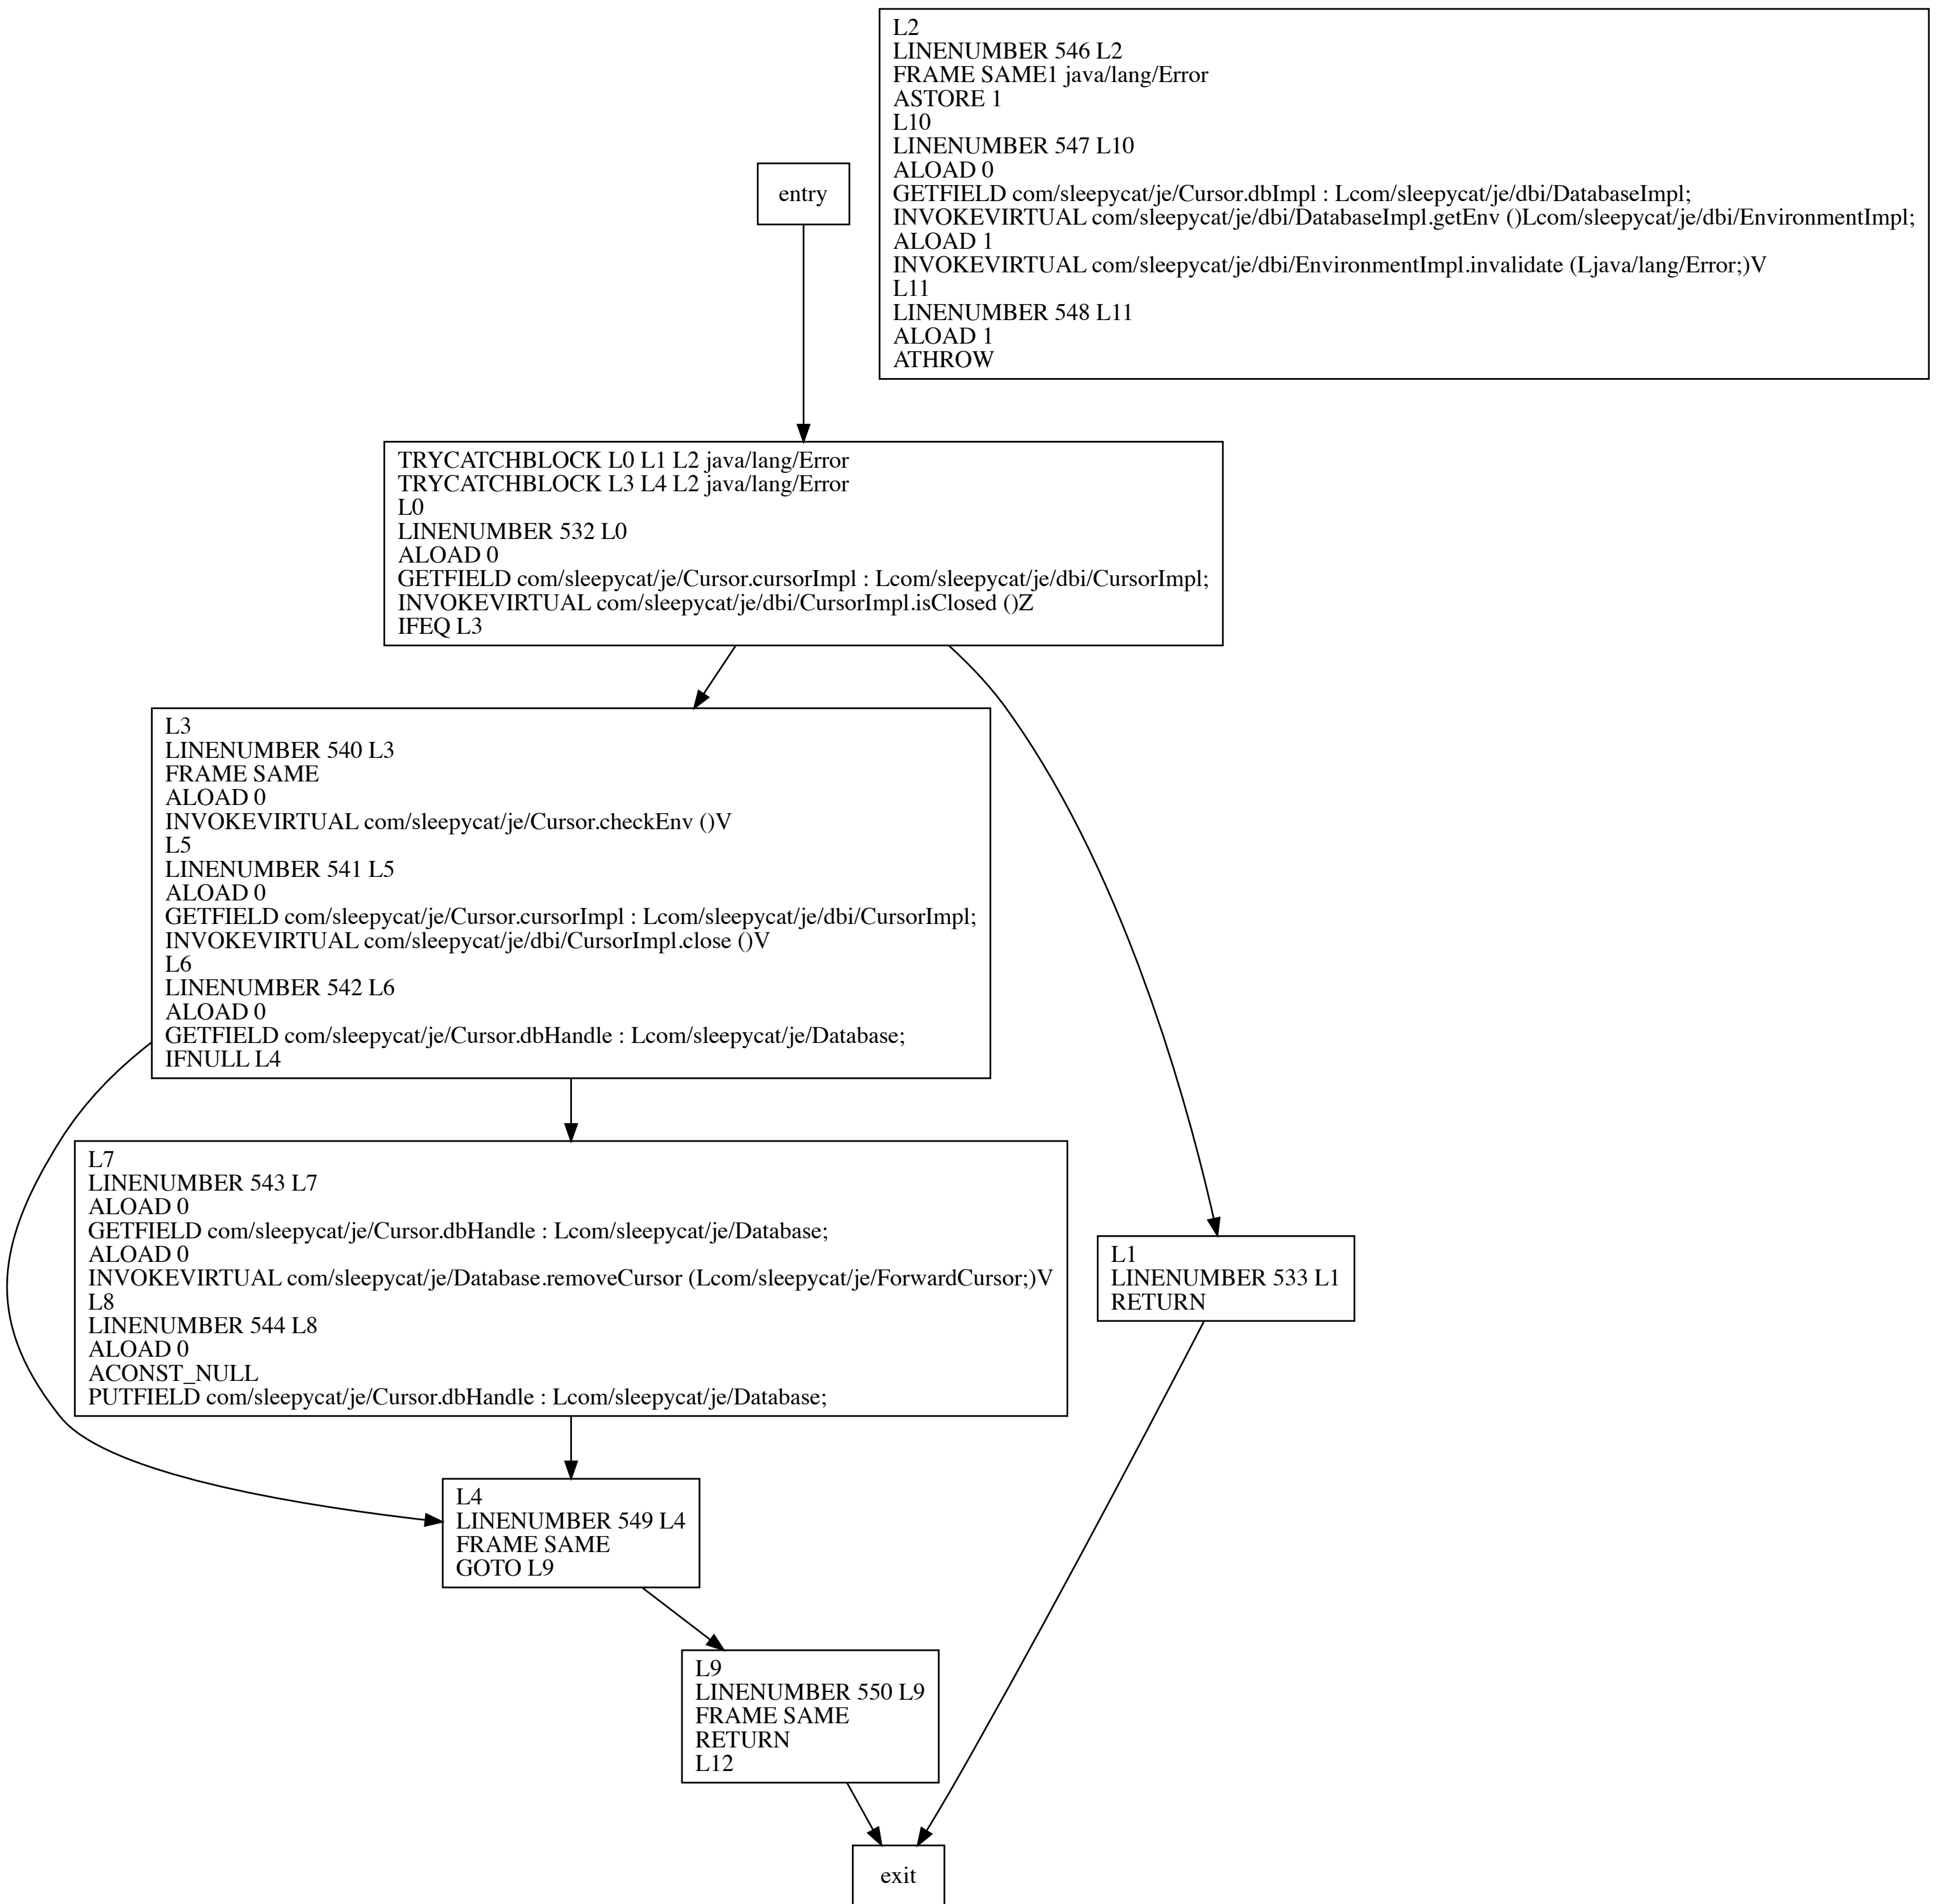 L2
LINENUMBER 546 L2
FRAME SAME1 java/lang/Error
ASTORE 1
L10
LINENUMBER 547 L10
ALOAD 0
GETFIELD com/sleepycat/je/Cursor.dbImpl : Lcom/sleepycat/je/dbi/DatabaseImpl;
INVOKEVIRTUAL com/sleepycat/je/dbi/DatabaseImpl.getEnv ()Lcom/sleepycat/je/dbi/EnvironmentImpl;
ALOAD 1
INVOKEVIRTUAL com/sleepycat/je/dbi/EnvironmentImpl.invalidate (Ljava/lang/Error;)V
L11
LINENUMBER 548 L11
ALOAD 1
ATHROW
entry
TRYCATCHBLOCK L0 L1 L2 java/lang/Error
TRYCATCHBLOCK L3 L4 L2 java/lang/Error
L0
LINENUMBER 532 L0
ALOAD 0
GETFIELD com/sleepycat/je/Cursor.cursorImpl : Lcom/sleepycat/je/dbi/CursorImpl;
INVOKEVIRTUAL com/sleepycat/je/dbi/CursorImpl.isClosed ()Z
IFEQ L3
L3
LINENUMBER 540 L3
FRAME SAME
ALOAD 0
INVOKEVIRTUAL com/sleepycat/je/Cursor.checkEnv ()V
L5
LINENUMBER 541 L5
ALOAD 0
GETFIELD com/sleepycat/je/Cursor.cursorImpl : Lcom/sleepycat/je/dbi/CursorImpl;
INVOKEVIRTUAL com/sleepycat/je/dbi/CursorImpl.close ()V
L6
LINENUMBER 542 L6
ALOAD 0
GETFIELD com/sleepycat/je/Cursor.dbHandle : Lcom/sleepycat/je/Database;
IFNULL L4
L7
LINENUMBER 543 L7
ALOAD 0
GETFIELD com/sleepycat/je/Cursor.dbHandle : Lcom/sleepycat/je/Database;
ALOAD 0
INVOKEVIRTUAL com/sleepycat/je/Database.removeCursor (Lcom/sleepycat/je/ForwardCursor;)V
L8
LINENUMBER 544 L8
ALOAD 0
ACONST_NULL
PUTFIELD com/sleepycat/je/Cursor.dbHandle : Lcom/sleepycat/je/Database;
L1
LINENUMBER 533 L1
RETURN
L4
LINENUMBER 549 L4
FRAME SAME
GOTO L9
L9
LINENUMBER 550 L9
FRAME SAME
RETURN
L12
exit